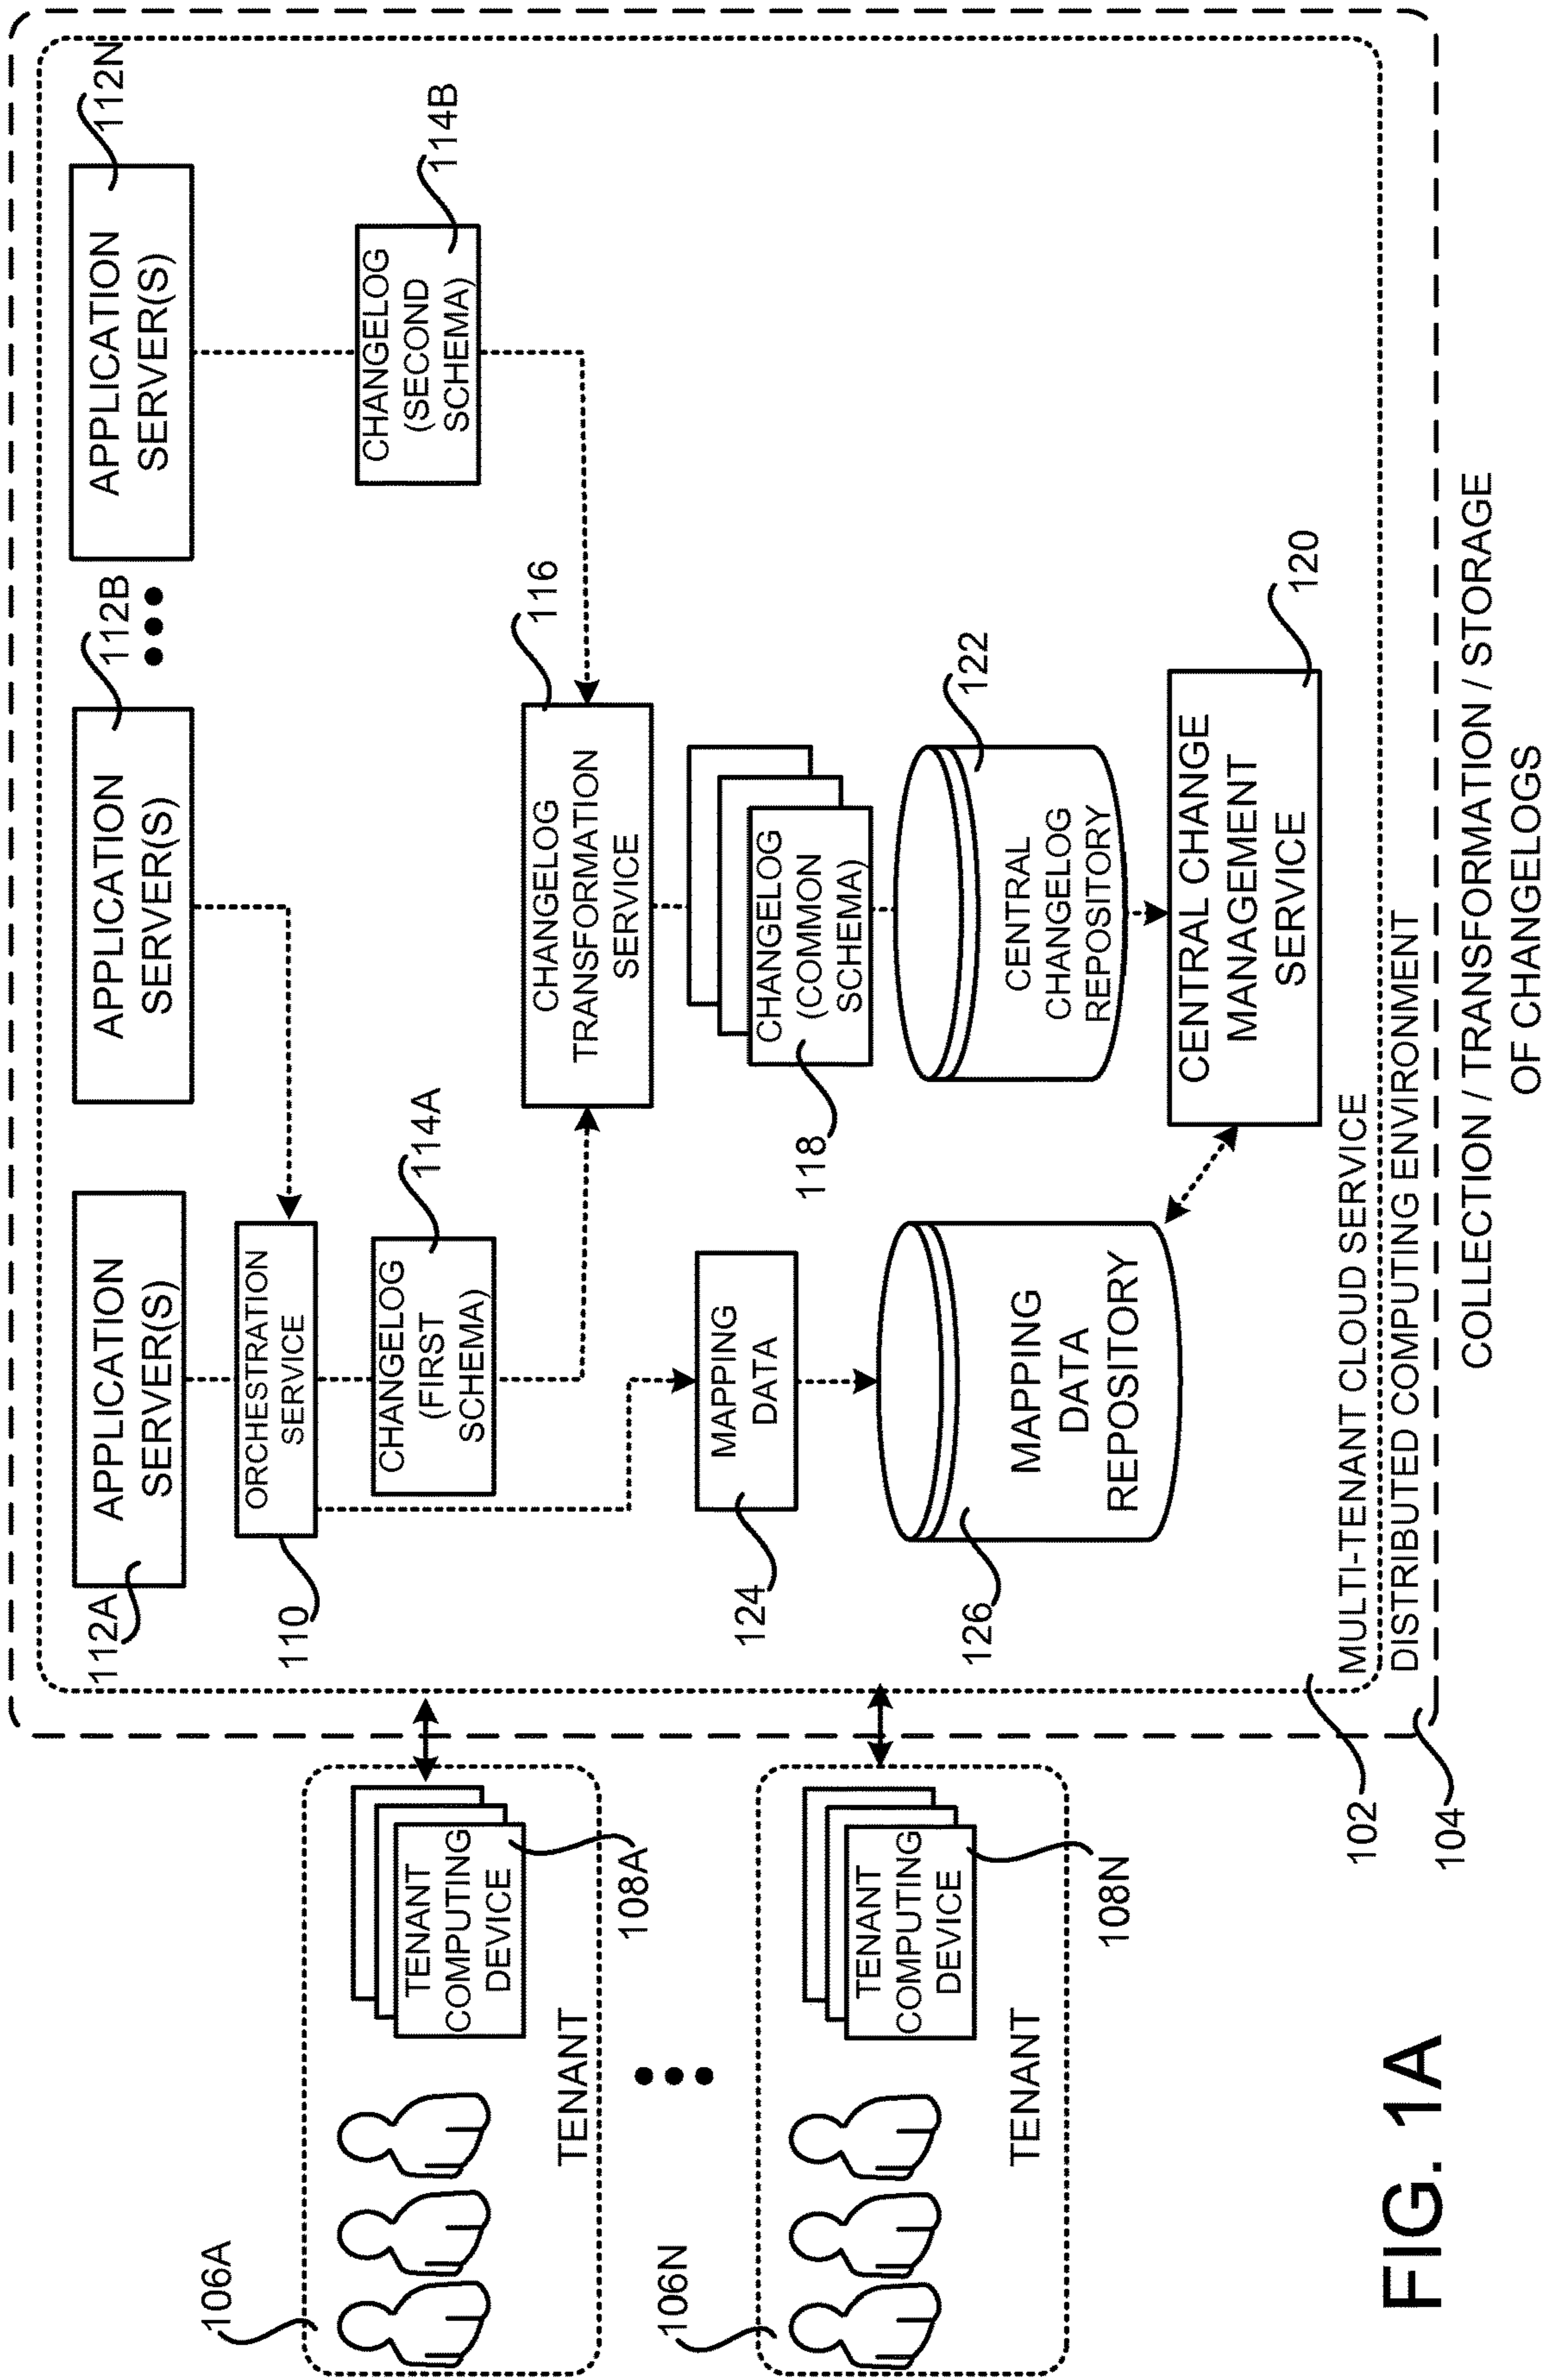 106A
TENANT
COMPUTING
DEVICE
108A
TENANT
106N
TENANT
COMPUTING
DEVICE
108N
TENANT
112A
APPLICATION
SERVER(S)
112B
APPLICATION
SERVER(S)
112N
APPLICATION
SERVER(S)
110
ORCHESTRATION
SERVICE
114A
CHANGELOG
(FIRST
SCHEMA)
114B
CHANGELOG
(SECOND
SCHEMA)
116
CHANGELOG
TRANSFORMATION
SERVICE
124
MAPPING
DATA
118
CHANGELOG
(COMMON
SCHEMA)
126
MAPPING
DATA
REPOSITORY
122
CENTRAL
CHANGELOG
REPOSITORY
120
CENTRAL CHANGE
MANAGEMENT
SERVICE
102
MULTI-TENANT CLOUD SERVICE
104
DISTRIBUTED COMPUTING ENVIRONMENT
COLLECTION / TRANSFORMATION / STORAGE
OF CHANGELOGS
FIG. 1A